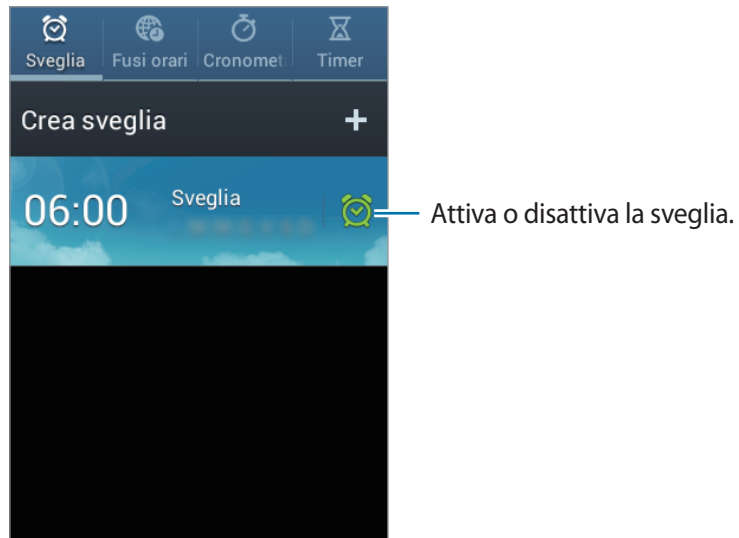 Sveglia Fusi orari Cronomet Timer
Crea sveglia
06:00 Sveglia
Attiva o disattiva la sveglia.